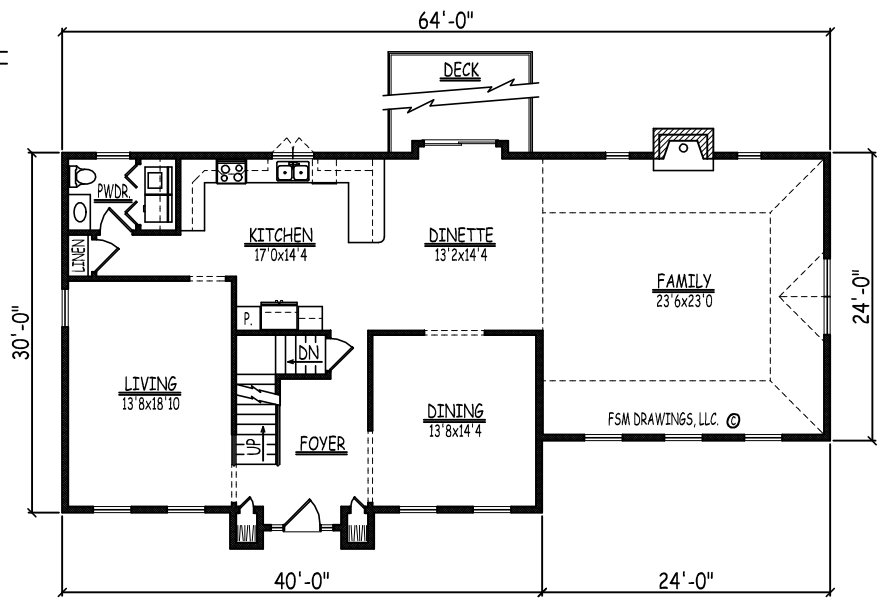 64'-0"
DECK
PWDR.
LINEN
KITCHEN
17'0x14'4
DINETTE
13'2x14'4
FAMILY
23'6x23'0
30'-0"
24'-0"
P.
DN
LIVING
13'8x18'10
UP
FOYER
DINING
13'8x14'4
FSM DRAWINGS, LLC. ©
40'-0"
24'-0"